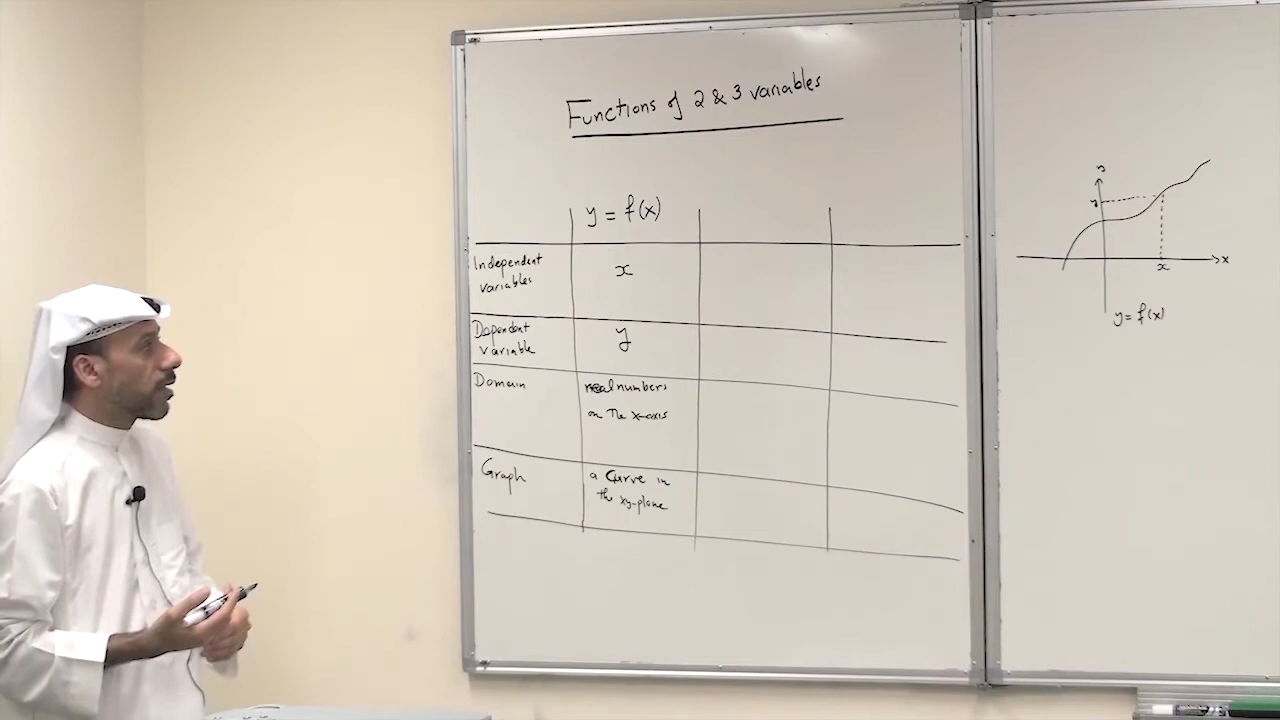 Functions of 2 & 3 variables
y = f(x)
Independent
variables
x
Dependent
variable
y
Domain
real numbers
on the x-axis
Graph
a Curve in
the xy-plane
y
y
x
x
y = f(x)